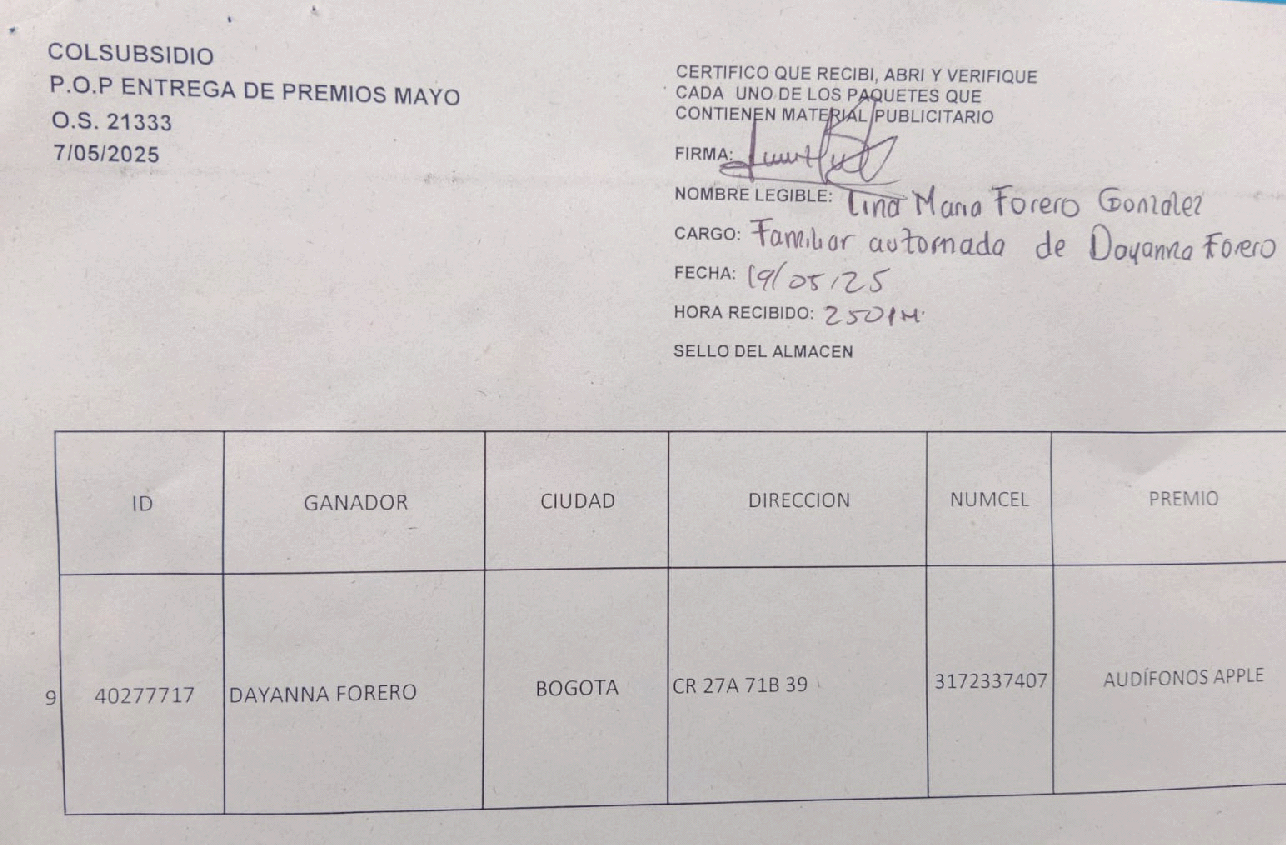 COLSUBSIDIO
P.O.P ENTREGA DE PREMIOS MAYO
O.S. 21333
7/05/2025
CERTIFICO QUE RECIBI, ABRI Y VERIFIQUE
CADA UNO DE LOS PAQUETES QUE
CONTIENEN MATERIAL PUBLICITARIO
FIRMA:
NOMBRE LEGIBLE: Lina Maria Forero Gonzalez
CARGO: Familiar autornada de Dayanna Forero
FECHA: 19/05/25
HORA RECIBIDO: 250PM
SELLO DEL ALMACEN
ID GANADOR CIUDAD DIRECCION NUMCEL PREMIO
9 40277717 DAYANNA FORERO BOGOTA CR 27A 71B 39 3172337407 AUDÍFONOS APPLE